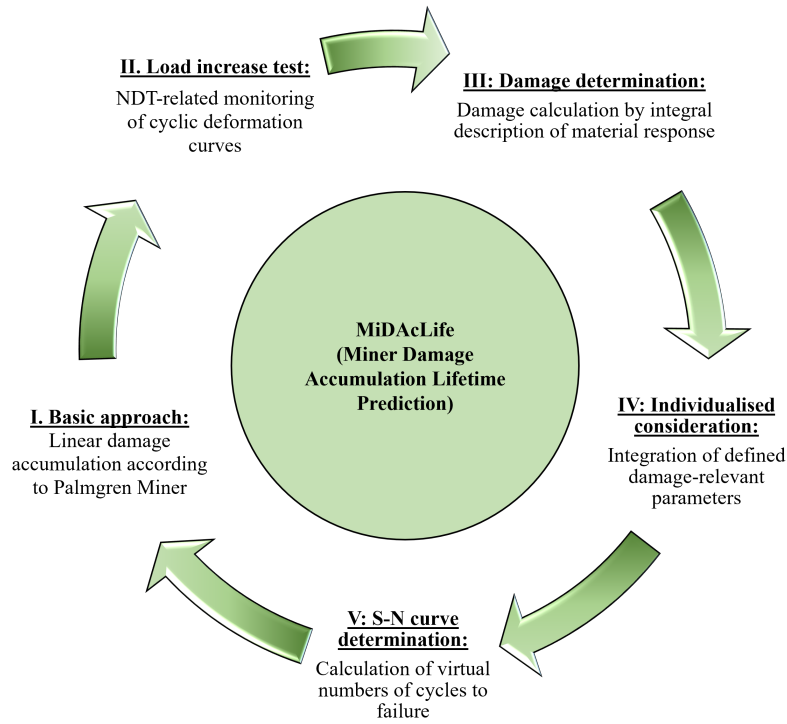 II. Load increase test:
NDT-related monitoring
of cyclic deformation
curves
III: Damage determination:
Damage calculation by integral
description of material response
MiDAcLife
(Miner Damage
Accumulation Lifetime
Prediction)
I. Basic approach:
Linear damage
accumulation according
to Palmgren Miner
IV: Individualised
consideration:
Integration of defined
damage-relevant
parameters
V: S-N curve
determination:
Calculation of virtual
numbers of cycles to
failure